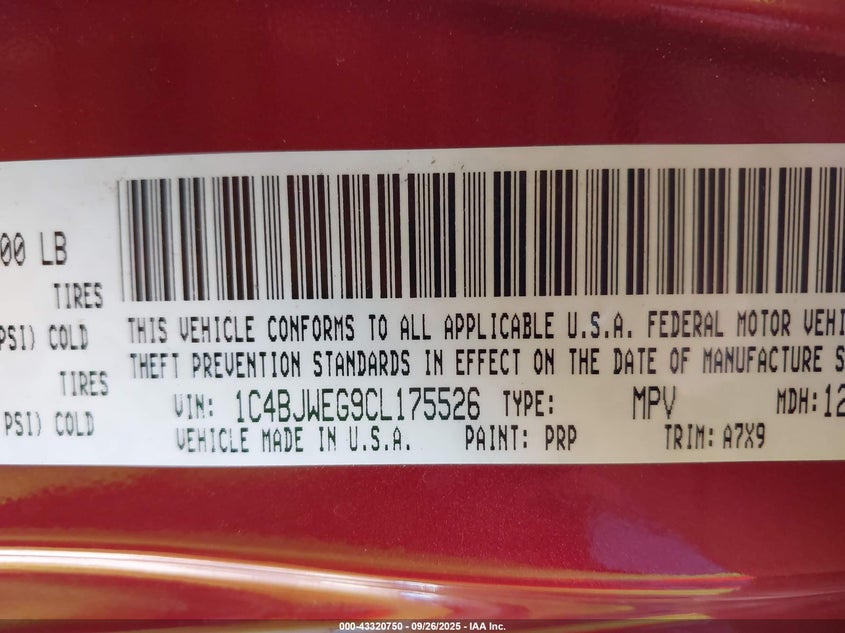 00 LB
TIRES
PSI) COLD
TIRES
PSI) COLD
THIS VEHICLE CONFORMS TO ALL APPLICABLE U.S.A. FEDERAL MOTOR VEHI
THEFT PREVENTION STANDARDS IN EFFECT ON THE DATE OF MANUFACTURE S
VIN: 1C4BJWEG9CL175526 TYPE: MPV MDH:12
VEHICLE MADE IN U.S.A. PAINT: PRP TRIM: A7X9
000-43320750 - 09/26/2025 - IAA Inc.